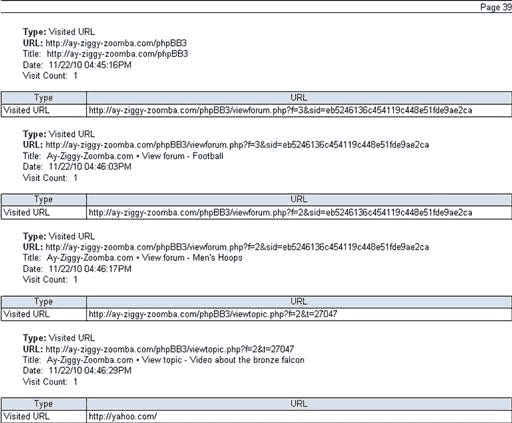 Page 39
Type: Visited URL
URL: http://ay-ziggy-zoomba.com/phpBB3
Title: http://ay-ziggy-zoomba.com/phpBB3
Date: 11/22/10 04:45:16PM
Visit Count: 1
Type URL
Visited URL http://ay-ziggy-zoomba.com/phpBB3/viewforum.php?f=3&sid=eb5246136c454119c448e51fde9ae2ca
Type: Visited URL
URL: http://ay-ziggy-zoomba.com/phpBB3/viewforum.php?f=3&sid=eb5246136c454119c448e51fde9ae2ca
Title: Ay-Ziggy-Zoomba.com • View forum - Football
Date: 11/22/10 04:46:03PM
Visit Count: 1
Type URL
Visited URL http://ay-ziggy-zoomba.com/phpBB3/viewforum.php?f=2&sid=eb5246136c454119c448e51fde9ae2ca
Type: Visited URL
URL: http://ay-ziggy-zoomba.com/phpBB3/viewforum.php?f=2&sid=eb5246136c454119c448e51fde9ae2ca
Title: Ay-Ziggy-Zoomba.com • View forum - Men's Hoops
Date: 11/22/10 04:46:17PM
Visit Count: 1
Type URL
Visited URL http://ay-ziggy-zoomba.com/phpBB3/viewtopic.php?f=2&t=27047
Type: Visited URL
URL: http://ay-ziggy-zoomba.com/phpBB3/viewtopic.php?f=2&t=27047
Title: Ay-Ziggy-Zoomba.com • View topic - Video about the bronze falcon
Date: 11/22/10 04:46:29PM
Visit Count: 1
Type URL
Visited URL http://yahoo.com/